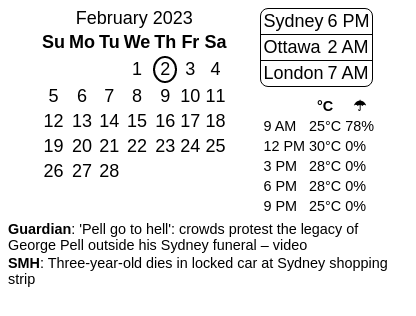 February 2023
Su Mo Tu We Th Fr Sa
1 2 3 4
5 6 7 8 9 10 11
12 13 14 15 16 17 18
19 20 21 22 23 24 25
26 27 28
Sydney 6 PM
Ottawa 2 AM
London 7 AM
°C ☂
9 AM 25°C 78%
12 PM 30°C 0%
3 PM 28°C 0%
6 PM 28°C 0%
9 PM 25°C 0%
Guardian: 'Pell go to hell': crowds protest the legacy of
George Pell outside his Sydney funeral – video
SMH: Three-year-old dies in locked car at Sydney shopping
strip